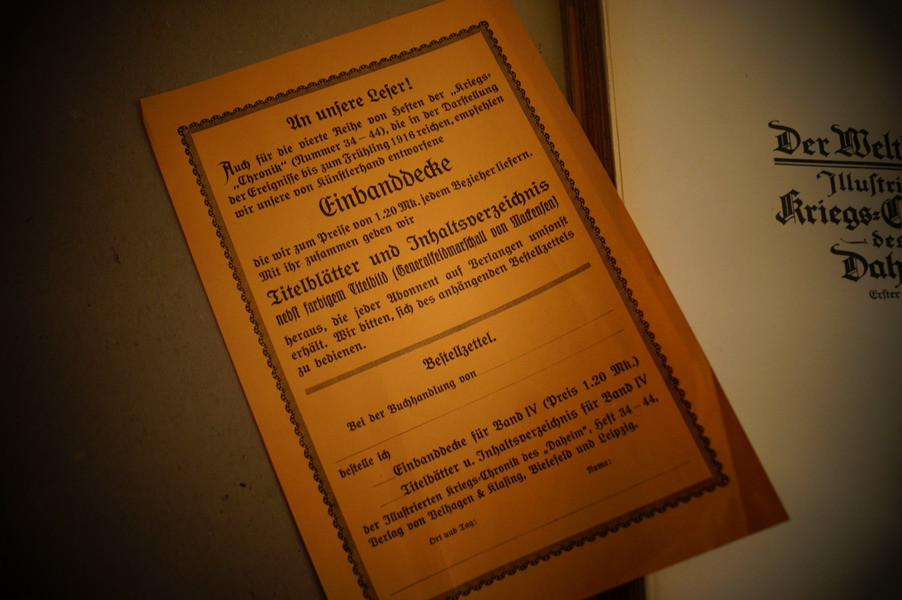 An unsere Leser!
Auch für die vierte Reihe von Heften der „Kriegs-
„Chronik“ (Nummer 34–44), die in der Darstellung
der Ereignisse bis zum Frühling 1916 reichen, empfehlen
wir unsere von Künstlerhand entworfene
Einbanddecke
die wir zum Preise von 1.20 Mk. jedem Bezieher liefern.
Mit ihr zusammen geben wir
Titelblätter und Inhaltsverzeichnis
nebst farbigem Titelbild (Generalfeldmarschall von Mackensen)
heraus, die jeder Abonnent auf Verlangen umsonst
erhält. Wir bitten, sich des anhängenden Bestellzettels
zu bedienen.
Bestellzettel.
Bei der Buchhandlung von
bestelle ich
Einbanddecke für Band IV (Preis 1.20 Mk.)
Titelbätter u. Inhaltsverzeichnis für Band IV
der Illustrierten Kriegs-Chronik des „Daheim“, Heft 34–44.
Verlag von Velhagen & Klasing, Bielefeld und Leipzig.
Ort und Tag:
Name:
Der Welt
Illustri
Kriegs-C
des
Dah
Erster